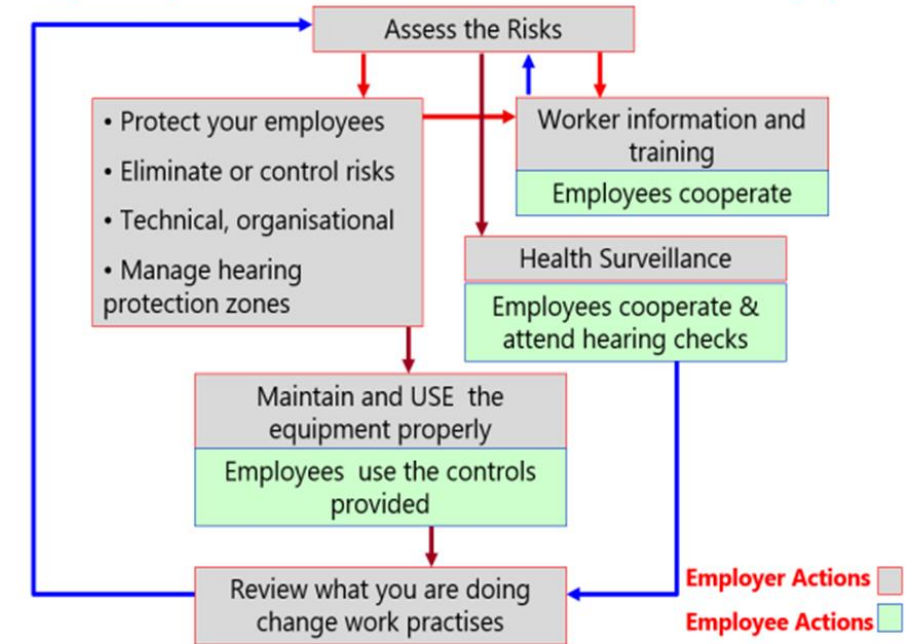 Assess the Risks
• Protect your employees
• Eliminate or control risks
• Technical, organisational
• Manage hearing
protection zones
Worker information and
training
Employees cooperate
Health Surveillance
Employees cooperate &
attend hearing checks
Maintain and USE the
equipment properly
Employees use the controls
provided
Review what you are doing
change work practises
Employer Actions
Employee Actions